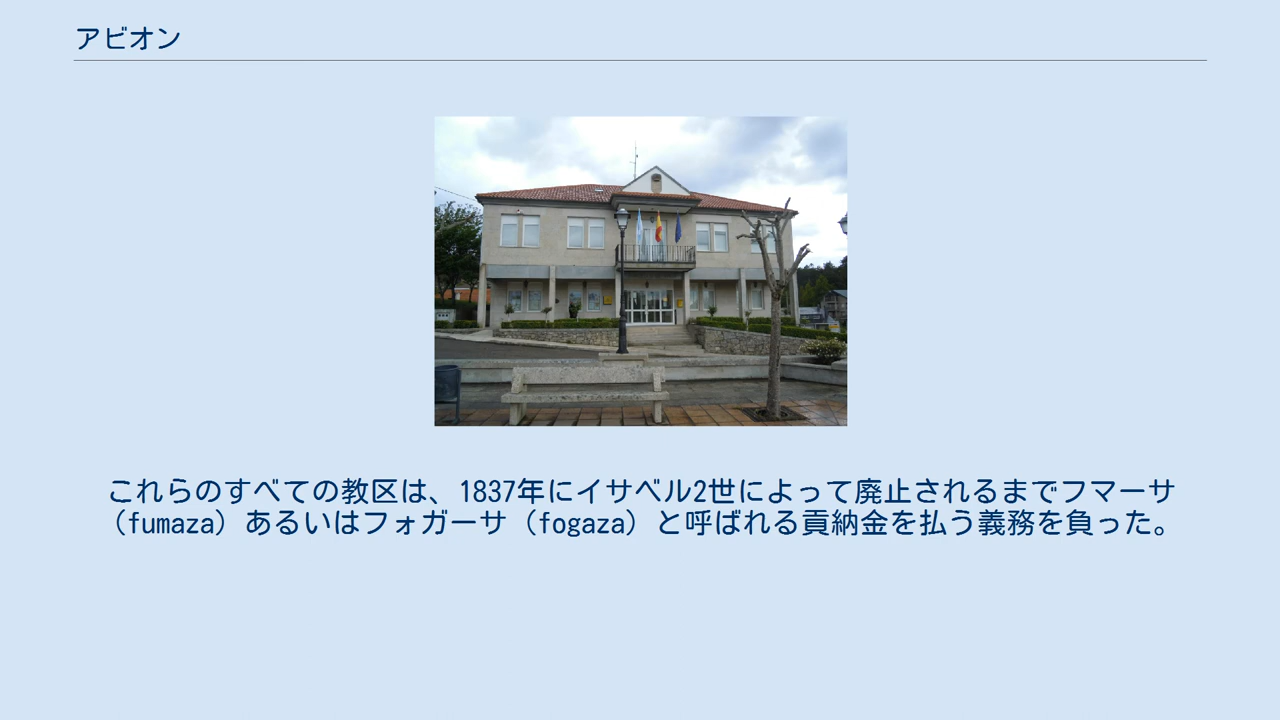 アビオン
これらのすべての教区は、1837年にイサベル2世によって廃止されるまでフマーサ
（fumaza）あるいはフォガーサ（fogaza）と呼ばれる貢納金を払う義務を負った。